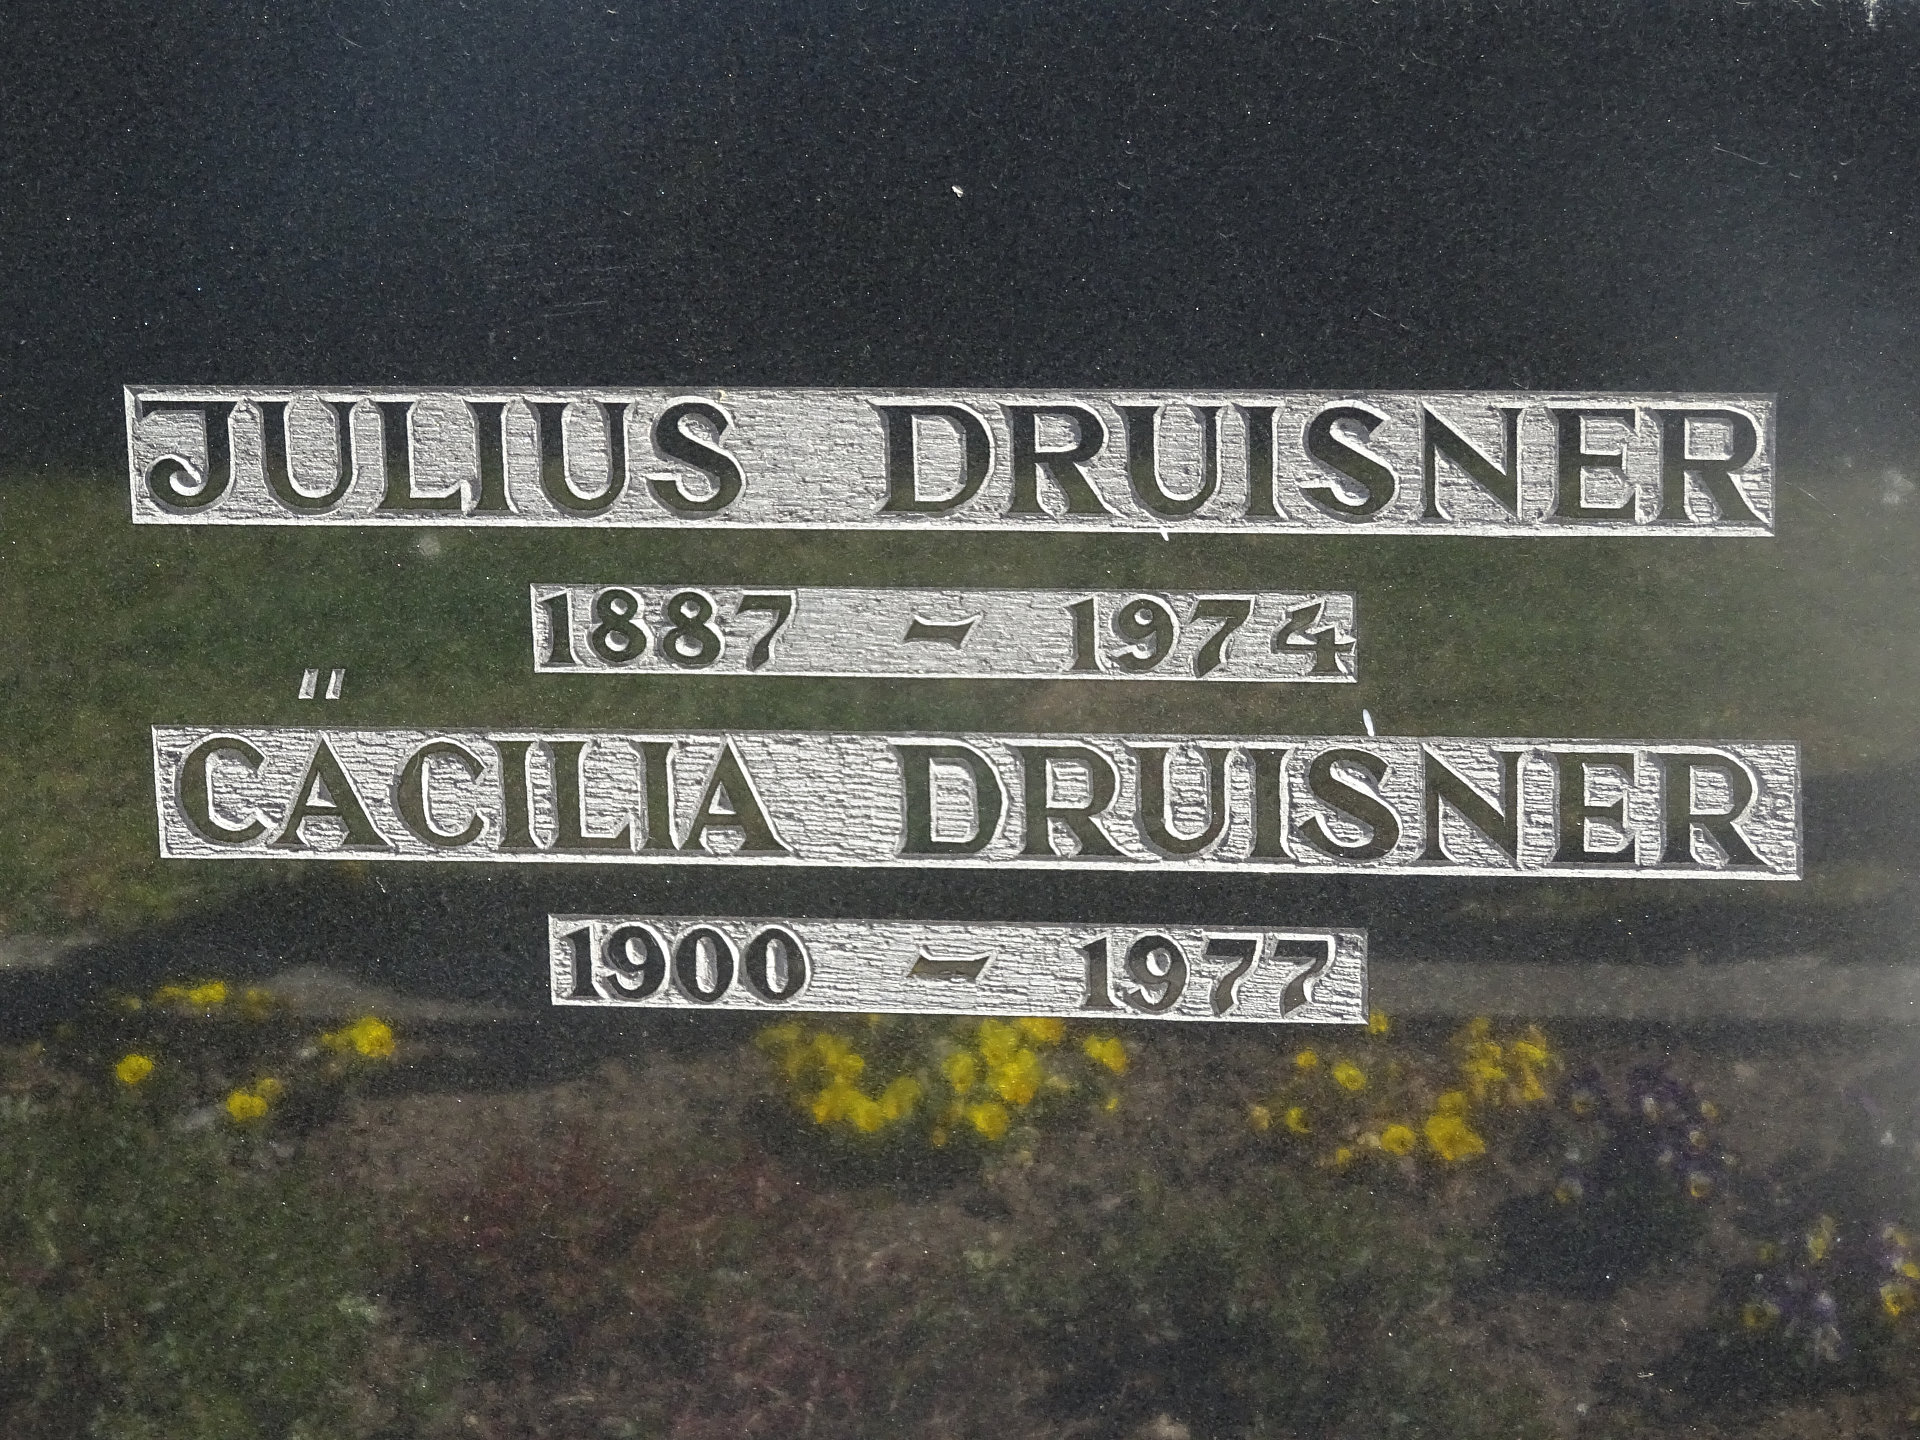 JULIUS DRUISNER
1887 - 1974
CÄCILIA DRUISNER
1900 - 1977